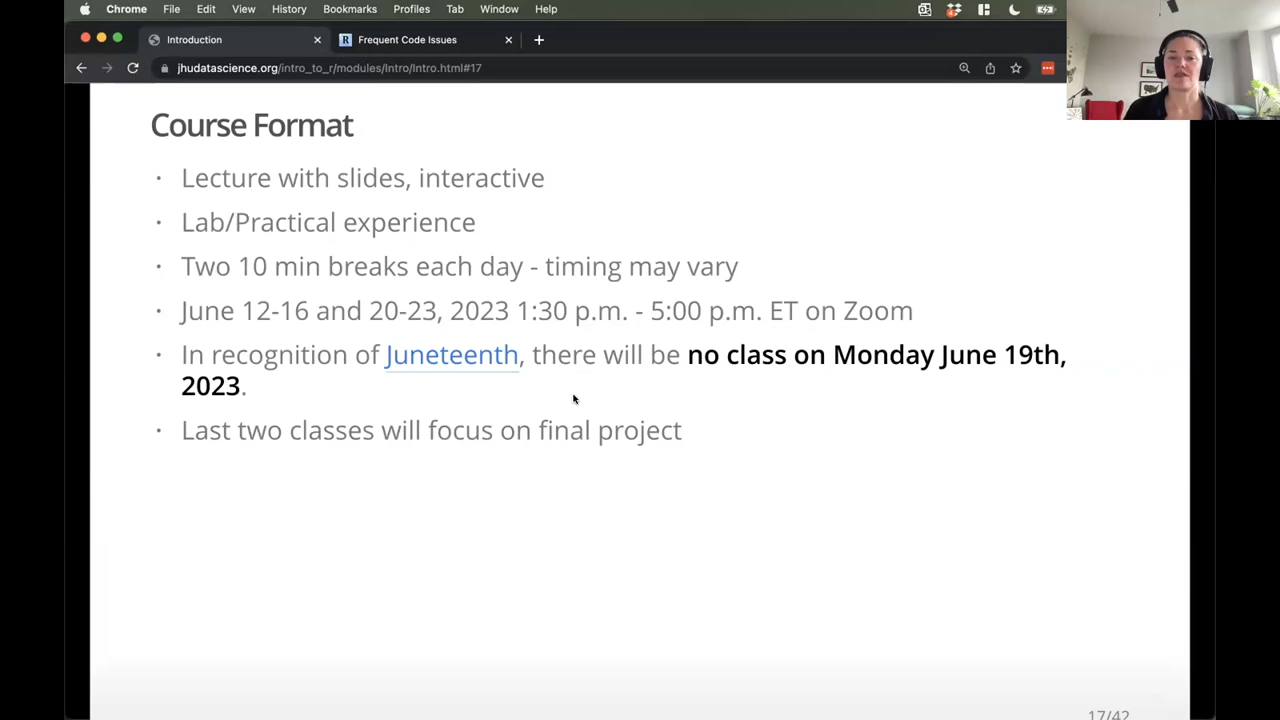 Chrome File Edit View History Bookmarks Profiles Tab Window Help
Introduction
Frequent Code Issues
jhudatascience.org/intro_to_r/modules/Intro/Intro.html#17
Course Format
· Lecture with slides, interactive
· Lab/Practical experience
· Two 10 min breaks each day - timing may vary
· June 12-16 and 20-23, 2023 1:30 p.m. - 5:00 p.m. ET on Zoom
· In recognition of Juneteenth, there will be no class on Monday June 19th,
2023.
· Last two classes will focus on final project
17/42